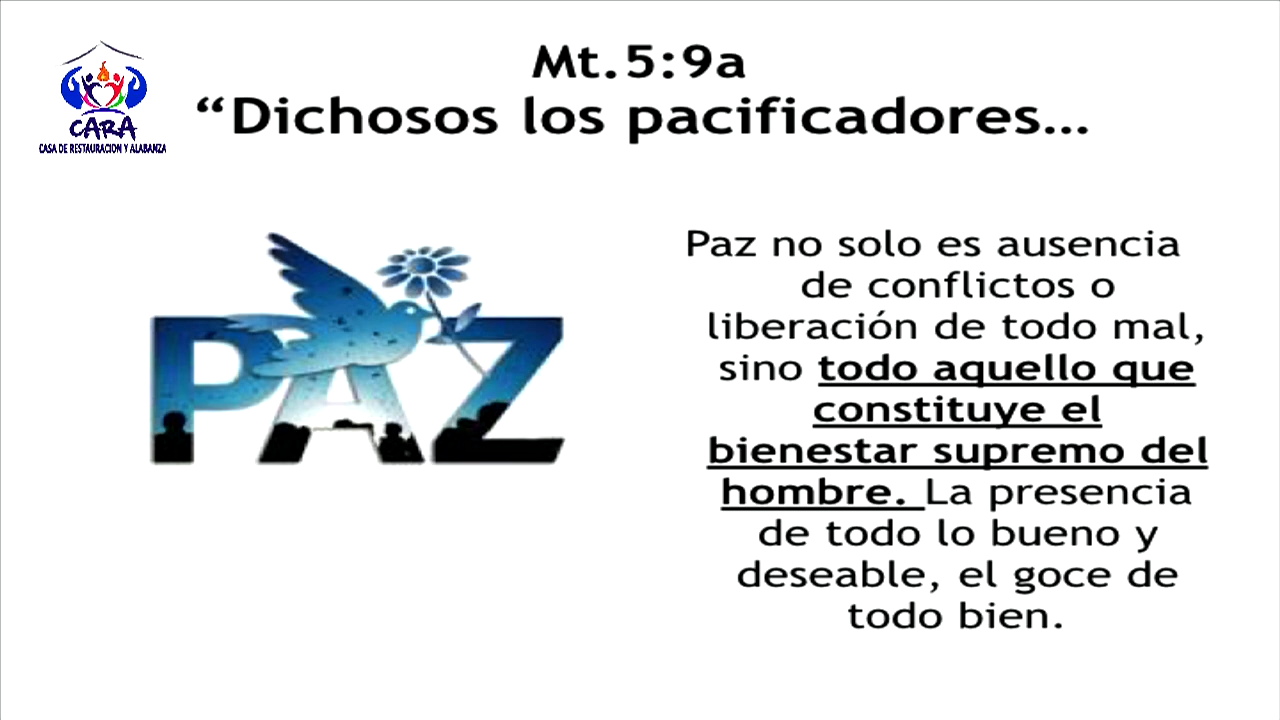 Mt.5:9a
“Dichosos los pacificadores...
CARA
CASA DE RESTAURACION Y ALABANZA
PAZ
Paz no solo es ausencia
de conflictos o
liberación de todo mal,
sino todo aquello que
constituye el
bienestar supremo del
hombre. La presencia
de todo lo bueno y
deseable, el goce de
todo bien.